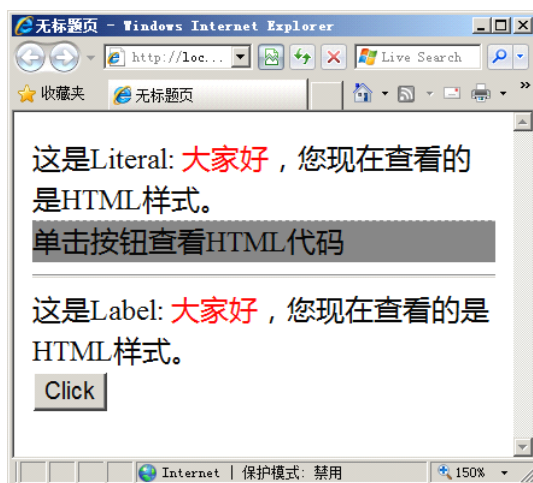 无标题页 - Windows Internet Explorer
http://loc...
Live Search
收藏夹
无标题页
»
这是Literal: 大家好，您现在查看的
是HTML样式。
单击按钮查看HTML代码
这是Label: 大家好，您现在查看的是
HTML样式。
Click
Internet | 保护模式: 禁用
150%